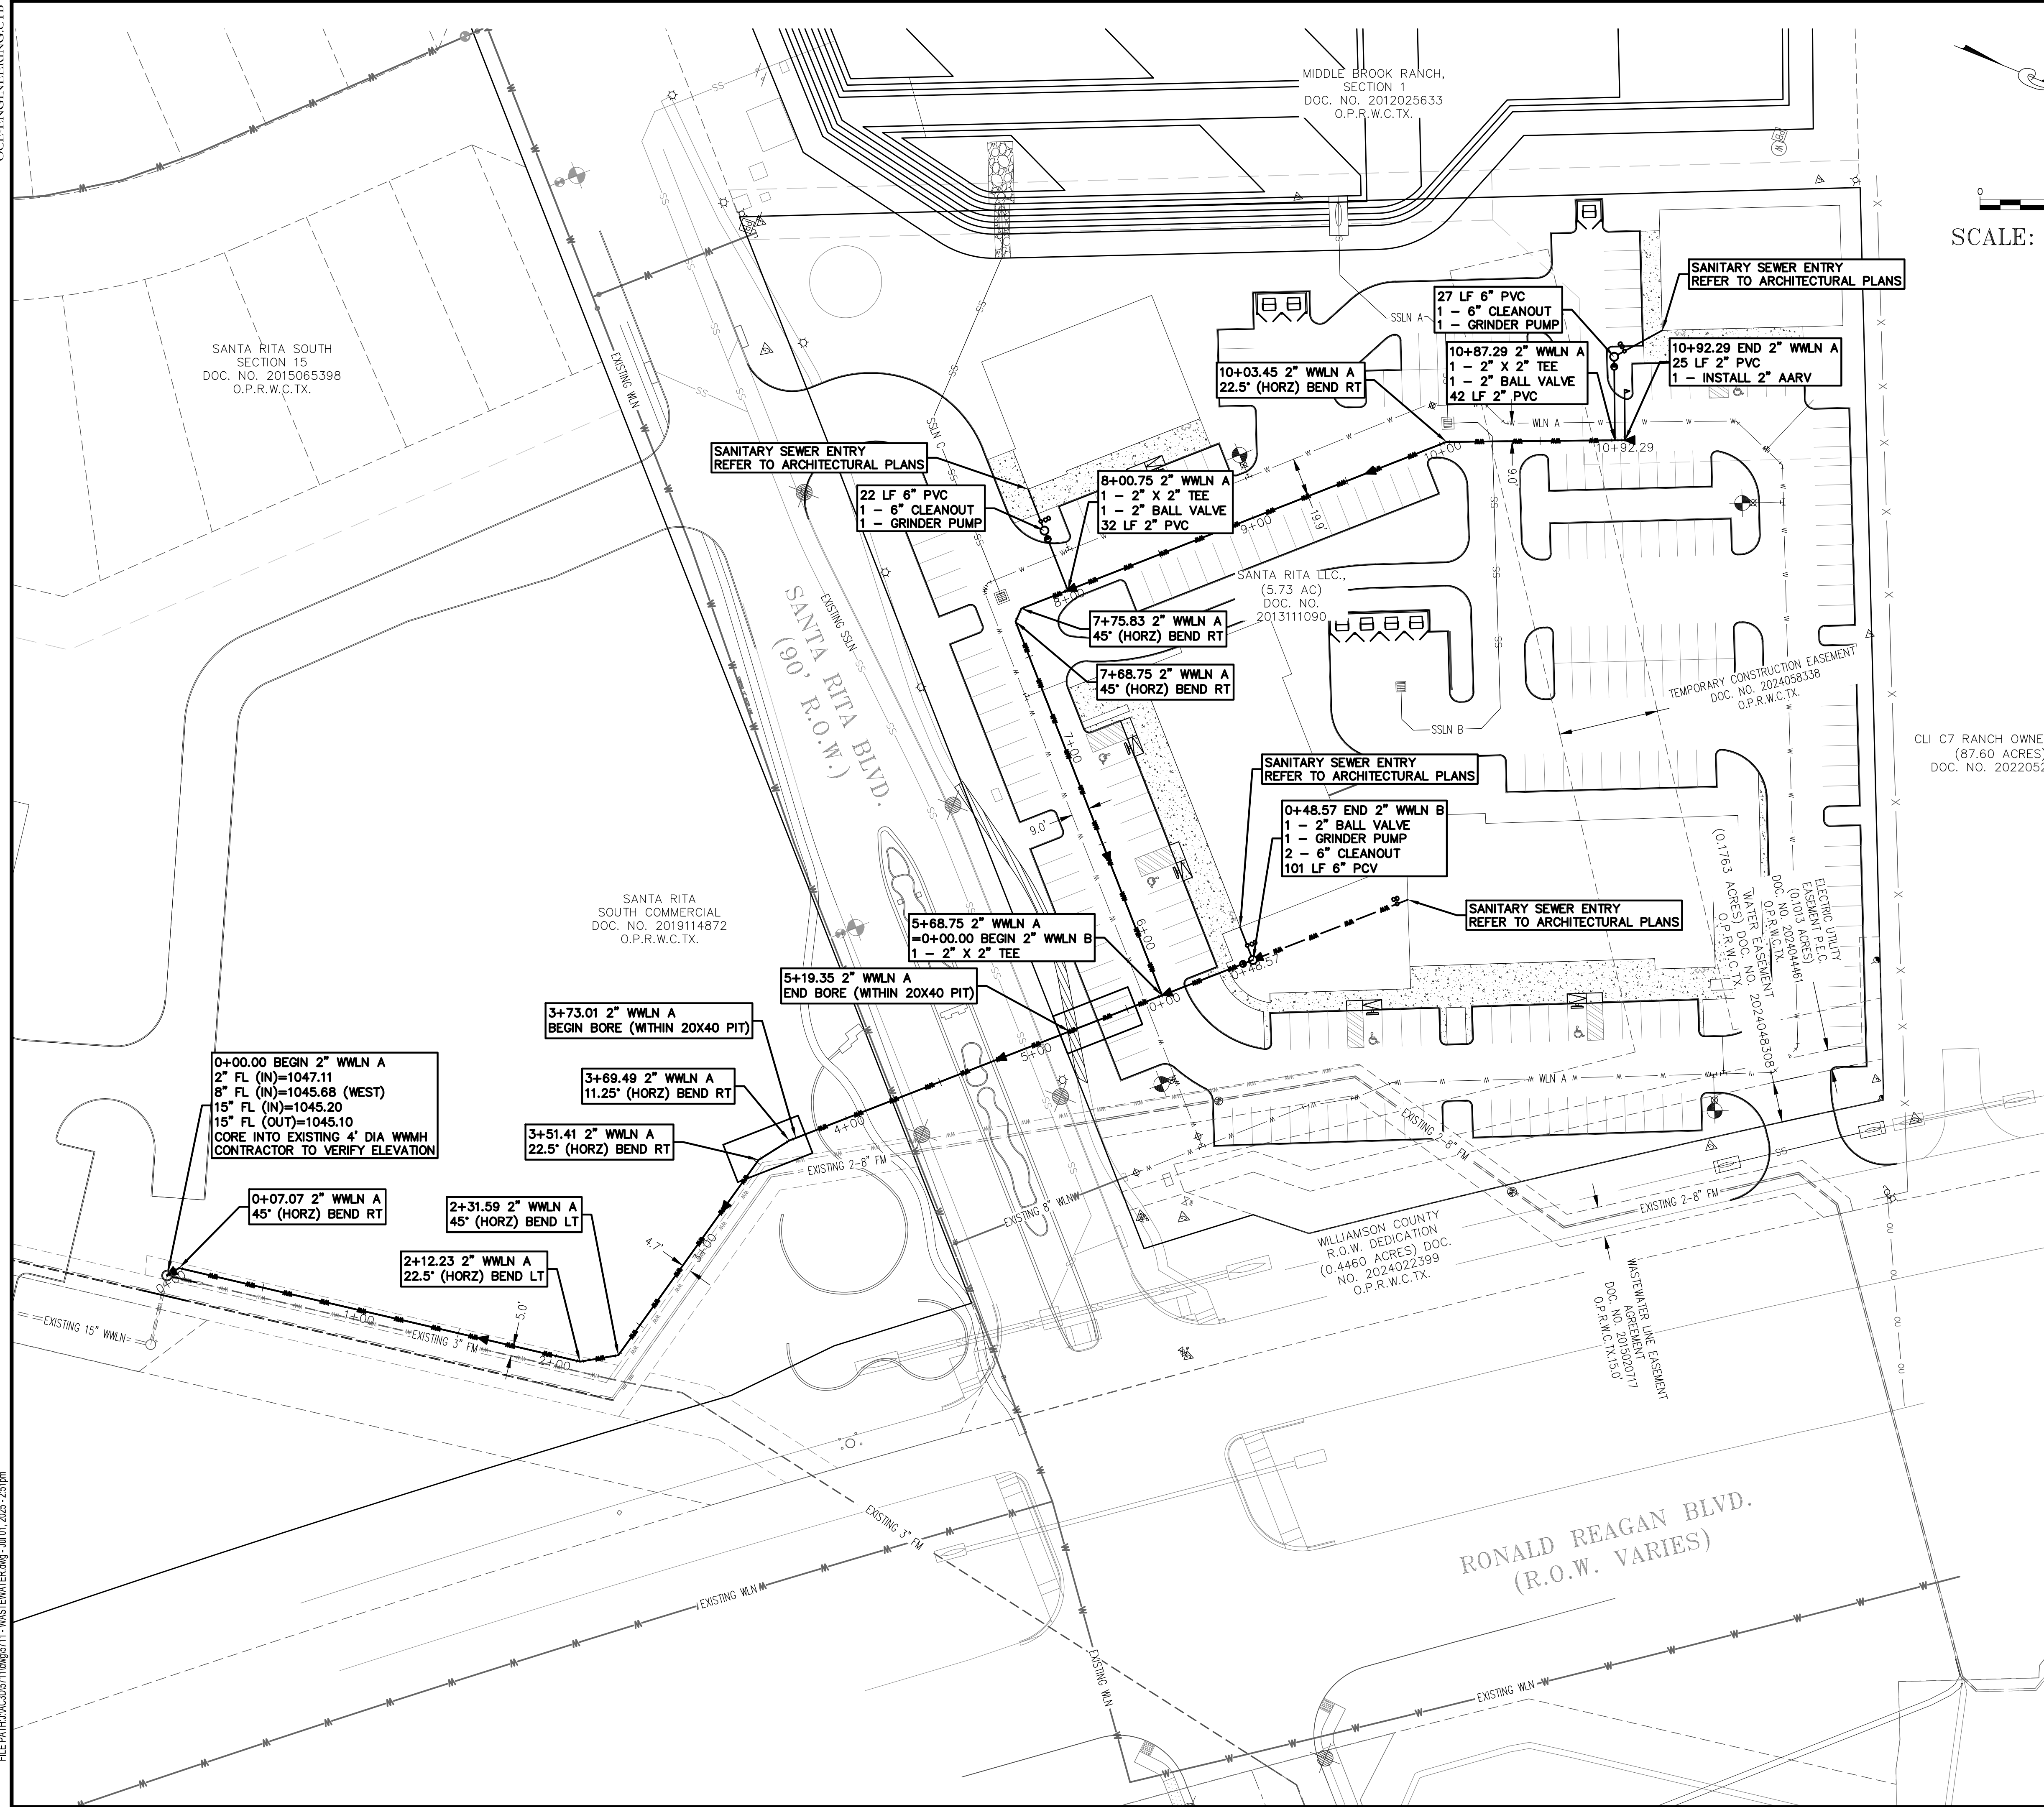 MIDDLE BROOK RANCH,
SECTION 1
DOC. NO. 2012025633
O.P.R.W.C.TX.
0
SCALE:
SANTA RITA SOUTH
SECTION 15
DOC. NO. 2015065398
O.P.R.W.C.TX.
EXISTING WLN
SANITARY SEWER ENTRY
REFER TO ARCHITECTURAL PLANS
27 LF 6" PVC
1 – 6" CLEANOUT
1 – GRINDER PUMP
SSLN A
10+87.29 2" WWLN A
1 – 2" X 2" TEE
1 – 2" BALL VALVE
42 LF 2" PVC
10+92.29 END 2" WWLN A
25 LF 2" PVC
1 – INSTALL 2" AARV
10+03.45 2" WWLN A
22.5° (HORZ) BEND RT
WLN A
10+00
10+92.29
9.0'
SSLN C
SANITARY SEWER ENTRY
REFER TO ARCHITECTURAL PLANS
22 LF 6" PVC
1 – 6" CLEANOUT
1 – GRINDER PUMP
8+00.75 2" WWLN A
1 – 2" X 2" TEE
1 – 2" BALL VALVE
32 LF 2" PVC
9+00
19.9'
8+00
SANTA RITA LLC.,
(5.73 AC)
DOC. NO.
2013111090
7+75.83 2" WWLN A
45° (HORZ) BEND RT
7+68.75 2" WWLN A
45° (HORZ) BEND RT
EXISTING SSLN
SANTA RITA BLVD.
(90' R.O.W.)
TEMPORARY CONSTRUCTION EASEMENT
DOC. NO. 2024058338
O.P.R.W.C.TX.
SSLN B
7+00
CLI C7 RANCH OWNE
(87.60 ACRES)
DOC. NO. 2022052
SANITARY SEWER ENTRY
REFER TO ARCHITECTURAL PLANS
0+48.57 END 2" WWLN B
1 – 2" BALL VALVE
1 – GRINDER PUMP
2 – 6" CLEANOUT
101 LF 6" PCV
9.0'
SANITARY SEWER ENTRY
REFER TO ARCHITECTURAL PLANS
WATER EASEMENT
(0.1763 ACRES) DOC. NO. 2024048308
O.P.R.W.C.TX.
ELECTRIC UTILITY
EASEMENT P.E.C.
(0.1013 ACRES)
DOC. NO. 2024044461
O.P.R.W.C.TX.
SANTA RITA
SOUTH COMMERCIAL
DOC. NO. 2019114872
O.P.R.W.C.TX.
5+68.75 2" WWLN A
=0+00.00 BEGIN 2" WWLN B
1 – 2" X 2" TEE
6+00
0+48.57
0+00
5+19.35 2" WWLN A
END BORE (WITHIN 20X40 PIT)
3+73.01 2" WWLN A
BEGIN BORE (WITHIN 20X40 PIT)
5+00
3+69.49 2" WWLN A
11.25° (HORZ) BEND RT
4+00
WLN A
0+00.00 BEGIN 2" WWLN A
2" FL (IN)=1047.11
8" FL (IN)=1045.68 (WEST)
15" FL (IN)=1045.20
15" FL (OUT)=1045.10
CORE INTO EXISTING 4' DIA WWMH
CONTRACTOR TO VERIFY ELEVATION
3+51.41 2" WWLN A
22.5° (HORZ) BEND RT
EXISTING 2-8" FM
EXISTING 2-8" FM
EXISTING 2-8" FM
0+07.07 2" WWLN A
45° (HORZ) BEND RT
2+31.59 2" WWLN A
45° (HORZ) BEND LT
EXISTING 8" WLN
4.7'
3+00
2+12.23 2" WWLN A
22.5° (HORZ) BEND LT
WILLIAMSON COUNTY
R.O.W. DEDICATION
(0.4460 ACRES) DOC.
NO. 2024022399
O.P.R.W.C.TX.
WASTEWATER LINE EASEMENT
AGREEMENT
DOC. NO. 2015020717
O.P.R.W.C.TX.15.0'
EXISTING 15" WWLN
1+00
EXISTING 3" FM
5.0'
2+00
EXISTING 3" FM
EXISTING WLN
RONALD REAGAN BLVD.
(R.O.W. VARIES)
EXISTING WLN
EXISTING WLN